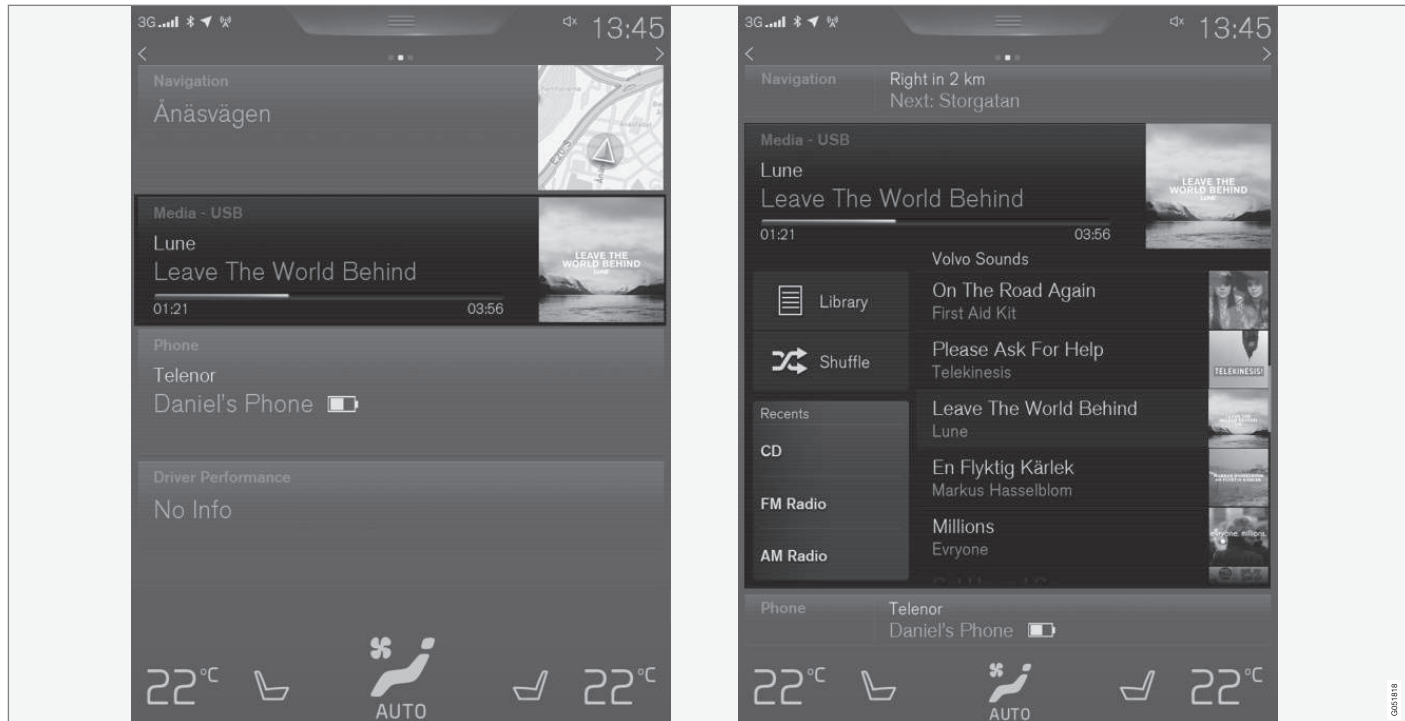 3G 13:45
Navigation
Ånäsvägen
Media - USB
Lune
Leave The World Behind
LEAVE THE
WORLD BEHIND
LUNE
01:21 03:56
Phone
Telenor
Daniel's Phone
Driver Performance
No Info
22°C AUTO 22°C
3G 13:45
Navigation Right in 2 km
Next: Storgatan
Media - USB
Lune
Leave The World Behind
LEAVE THE
WORLD BEHIND
LUNE
01:21 03:56
Volvo Sounds
Library
Shuffle
Recents
CD
FM Radio
AM Radio
On The Road Again
First Aid Kit
Please Ask For Help
Telekinesis
TELEKINESIS!
Leave The World Behind
Lune
En Flyktig Kärlek
Markus Hasselblom
Millions
Evryone
evryone, millions.
Phone Telenor
Daniel's Phone
22°C AUTO 22°C
G051818